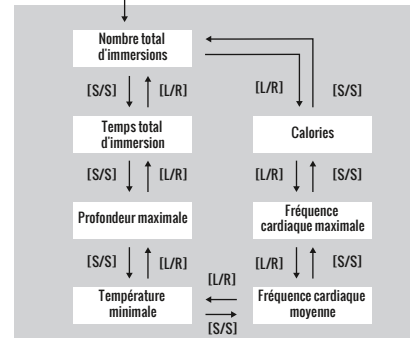 Nombre total
d'immersions
[S/S] [L/R] [L/R] [S/S]
Temps total
d'immersion
Calories
[S/S] [L/R] [L/R] [S/S]
Profondeur maximale
Fréquence
cardiaque maximale
[S/S] [L/R] [L/R] [S/S]
Température
minimale
[L/R]
[S/S]
Fréquence cardiaque
moyenne